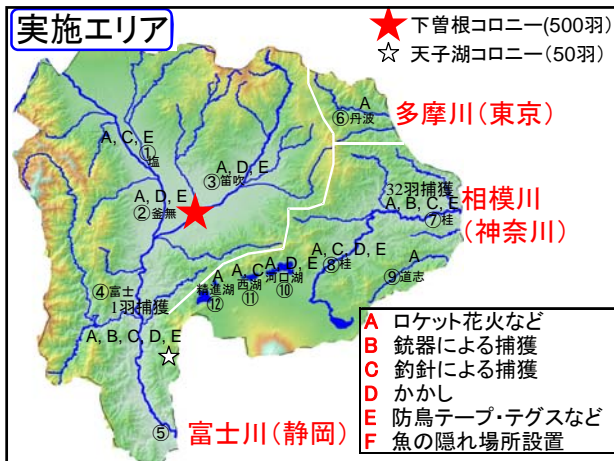 実施エリア
★下曽根コロニー(500羽)
☆天子湖コロニー(50羽)
A
⑥丹波
多摩川(東京)
A, C, E
①塩
A, D, E
③笛吹
A, D, E
②釜無
32羽捕獲
A, B, C, E
⑦桂
相模川
(神奈川)
A, C, D, E
⑧桂
A
⑨道志
A, D, E
河口湖
⑩
A, C
西湖
⑪
A
精進湖
⑫
④富士
1羽捕獲
A, B, C, D, E
⑤
富士川(静岡)
A ロケット花火など
B 銃器による捕獲
C 釣針による捕獲
D かかし
E 防鳥テープ・テグスなど
F 魚の隠れ場所設置